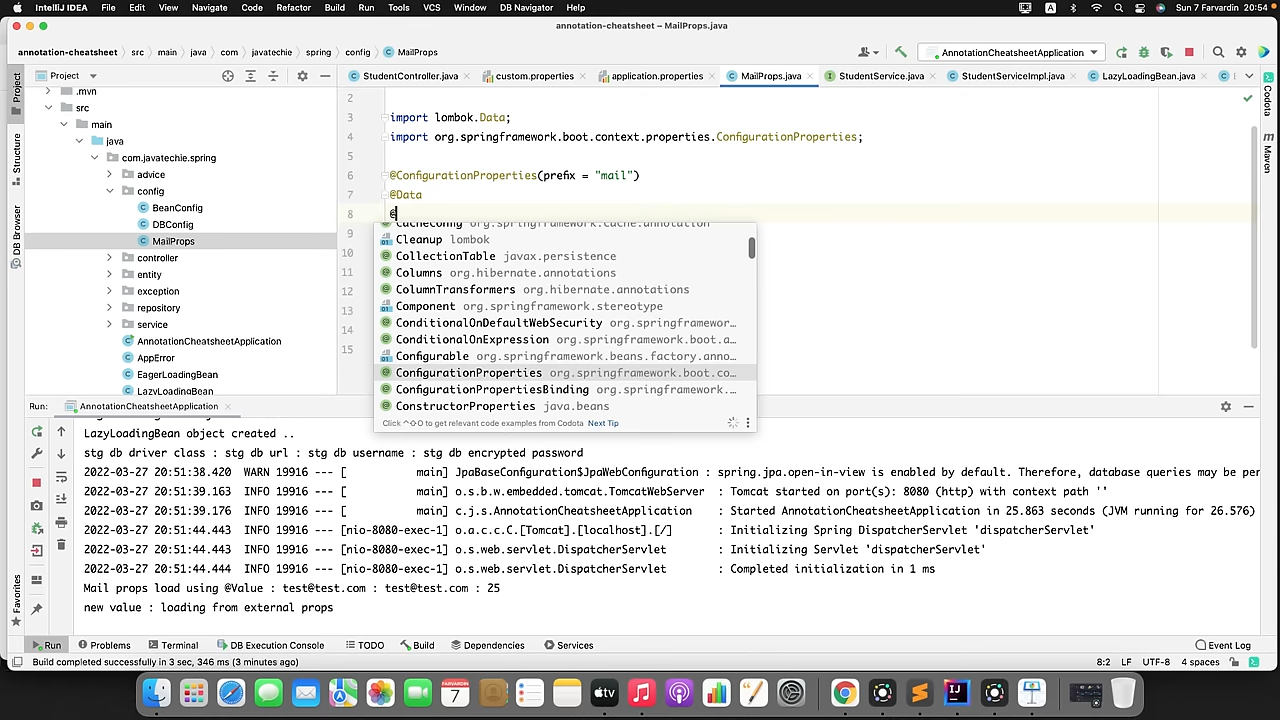 IntelliJ IDEA File Edit View Navigate Code Refactor Build Run Tools VCS Window DB Navigator Help A Sun 7 Farvardin 20:54
annotation-cheatsheet – MailProps.java
annotation-cheatsheet src main java com javatechie spring config MailProps AnnotationCheatsheetApplication
Project StudentController.java custom.properties application.properties MailProps.java StudentService.java StudentServiceImpl.java LazyLoadingBean.java
Project
Structure
DB Browser
Favorites
Codota
Maven
.mvn
src
main
java
com.javatechie.spring
advice
config
BeanConfig
DBConfig
MailProps
controller
entity
exception
repository
service
AnnotationCheatsheetApplication
AppError
EagerLoadingBean
LazyLoadingBean
2
3 import lombok.Data;
4 import org.springframework.boot.context.properties.ConfigurationProperties;
5
6 @ConfigurationProperties(prefix = "mail")
7 @Data
8 @
9
10
11
12
13
14
15
CacheConfig org.springframework.cache.annotation
Cleanup lombok
CollectionTable javax.persistence
Columns org.hibernate.annotations
ColumnTransformers org.hibernate.annotations
Component org.springframework.stereotype
ConditionalOnDefaultWebSecurity org.springframewor…
ConditionalOnExpression org.springframework.boot.a…
Configurable org.springframework.beans.factory.anno…
ConfigurationProperties org.springframework.boot.co…
ConfigurationPropertiesBinding org.springframework.…
ConstructorProperties java.beans
Click ^⇧O to get relevant code examples from Codota Next Tip
Run: AnnotationCheatsheetApplication
LazyLoadingBean object created ..
stg db driver class : stg db url : stg db username : stg db encrypted password
2022-03-27 20:51:38.420 WARN 19916 --- [ main] JpaBaseConfiguration$JpaWebConfiguration : spring.jpa.open-in-view is enabled by default. Therefore, database queries may be per
2022-03-27 20:51:39.163 INFO 19916 --- [ main] o.s.b.w.embedded.tomcat.TomcatWebServer : Tomcat started on port(s): 8080 (http) with context path ''
2022-03-27 20:51:39.176 INFO 19916 --- [ main] c.j.s.AnnotationCheatsheetApplication : Started AnnotationCheatsheetApplication in 25.863 seconds (JVM running for 26.576)
2022-03-27 20:51:44.443 INFO 19916 --- [nio-8080-exec-1] o.a.c.C.[Tomcat].[localhost].[/] : Initializing Spring DispatcherServlet 'dispatcherServlet'
2022-03-27 20:51:44.443 INFO 19916 --- [nio-8080-exec-1] o.s.web.servlet.DispatcherServlet : Initializing Servlet 'dispatcherServlet'
2022-03-27 20:51:44.444 INFO 19916 --- [nio-8080-exec-1] o.s.web.servlet.DispatcherServlet : Completed initialization in 1 ms
Mail props load using @Value : test@test.com : test@test.com : 25
new value : loading from external props
Run Problems Terminal DB Execution Console TODO Build Dependencies Services Event Log
Build completed successfully in 3 sec, 346 ms (3 minutes ago) 8:2 LF UTF-8 4 spaces
FARVARDIN
7
tv
IJ